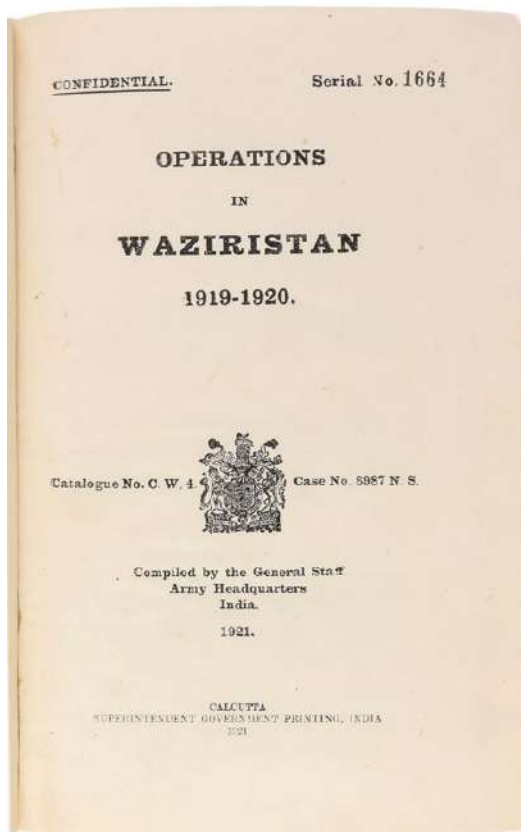 CONFIDENTIAL. Serial No. 1664
OPERATIONS
IN
WAZIRISTAN
1919-1920.
Catalogue No. C. W. 4. Case No. 8987 N. S.
Compiled by the General Staff
Army Headquarters
India.
1921.
CALCUTTA
SUPERINTENDENT GOVERNMENT PRINTING, INDIA
1921